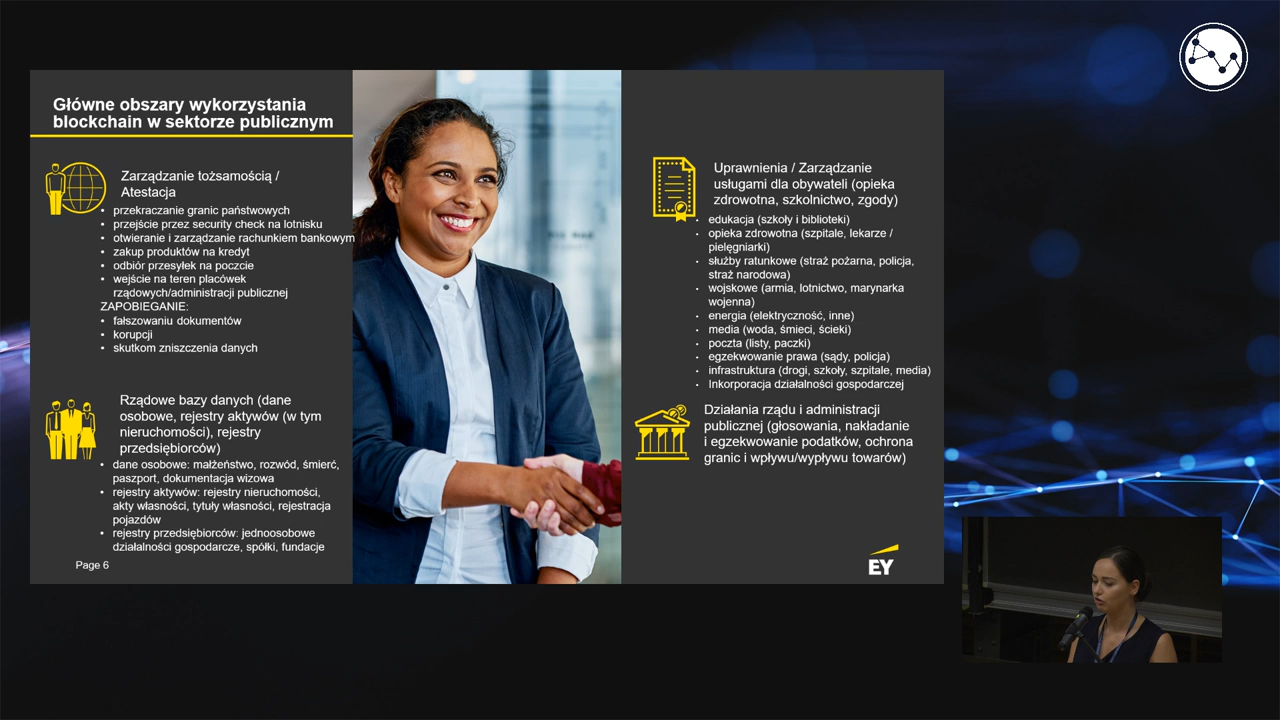 Główne obszary wykorzystania
blockchain w sektorze publicznym
Zarządzanie tożsamością /
Atestacja
• przekraczanie granic państwowych
• przejście przez security check na lotnisku
• otwieranie i zarządzanie rachunkiem bankowym
• zakup produktów na kredyt
• odbiór przesyłek na poczcie
• wejście na teren placówek
rządowych/administracji publicznej
ZAPOBIEGANIE:
• fałszowaniu dokumentów
• korupcji
• skutkom zniszczenia danych
Rządowe bazy danych (dane
osobowe, rejestry aktywów (w tym
nieruchomości), rejestry
przedsiębiorców)
• dane osobowe: małżeństwo, rozwód, śmierć,
paszport, dokumentacja wizowa
• rejestry aktywów: rejestry nieruchomości,
akty własności, tytuły własności, rejestracja
pojazdów
• rejestry przedsiębiorców: jednoosobowe
działalności gospodarcze, spółki, fundacje
Page 6
Uprawnienia / Zarządzanie
usługami dla obywateli (opieka
zdrowotna, szkolnictwo, zgody)
• edukacja (szkoły i biblioteki)
• opieka zdrowotna (szpitale, lekarze /
pielęgniarki)
• służby ratunkowe (straż pożarna, policja,
straż narodowa)
• wojskowe (armia, lotnictwo, marynarka
wojenna)
• energia (elektryczność, inne)
• media (woda, śmieci, ścieki)
• poczta (listy, paczki)
• egzekwowanie prawa (sądy, policja)
• infrastruktura (drogi, szkoły, szpitale, media)
• Inkorporacja działalności gospodarczej
Działania rządu i administracji
publicznej (głosowania, nakładanie
i egzekwowanie podatków, ochrona
granic i wpływu/wypływu towarów)
EY